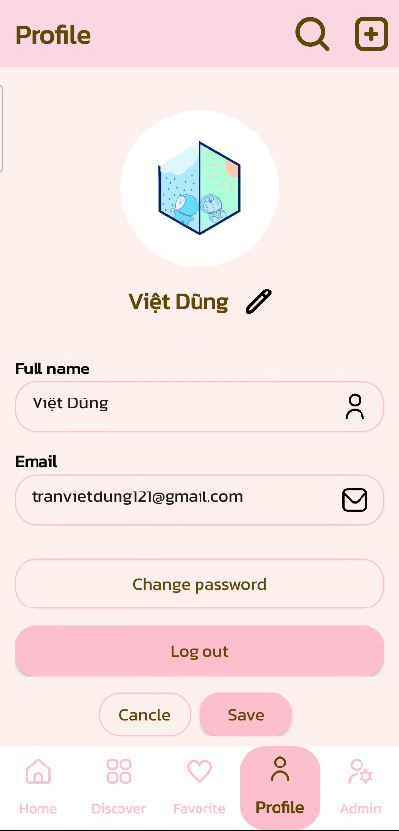 Profile
Việt Dũng
Full name
Việt Dũng
Email
tranvietdung121@gmail.com
Change password
Log out
Cancle
Save
Home
Discover
Favorite
Profile
Admin